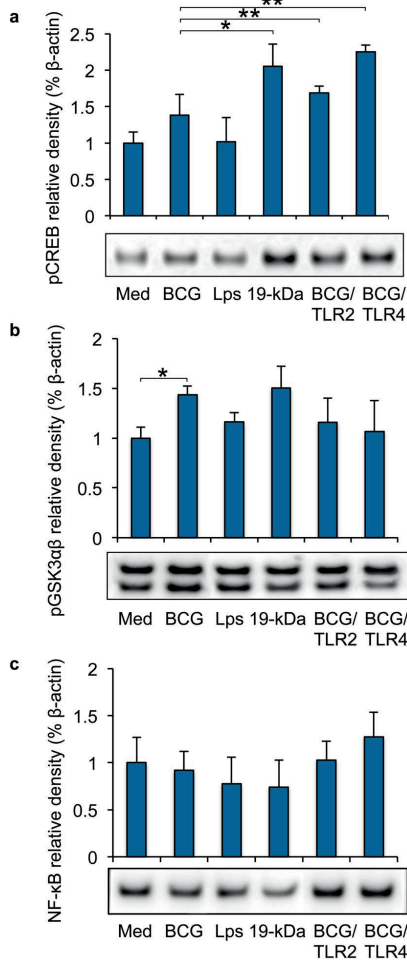 **
a
**
*
pCREB relative density (% β-actin)
2.5
2
1.5
1
0.5
0
Med BCG Lps 19-kDa BCG/ BCG/
TLR2 TLR4
b
pGSK3αβ relative density (% β-actin)
2
1.5
1
0.5
0
*
Med BCG Lps 19-kDa BCG/ BCG/
TLR2 TLR4
c
NF-κB relative density (% β-actin)
2
1.5
1
0.5
0
Med BCG Lps 19-kDa BCG/ BCG/
TLR2 TLR4